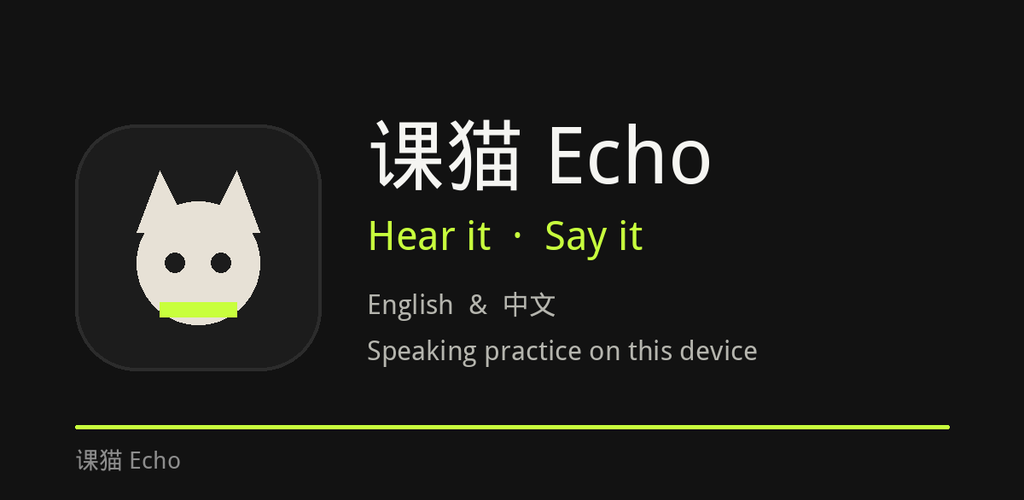 课猫 Echo
Hear it · Say it
English & 中文
Speaking practice on this device
课猫 Echo